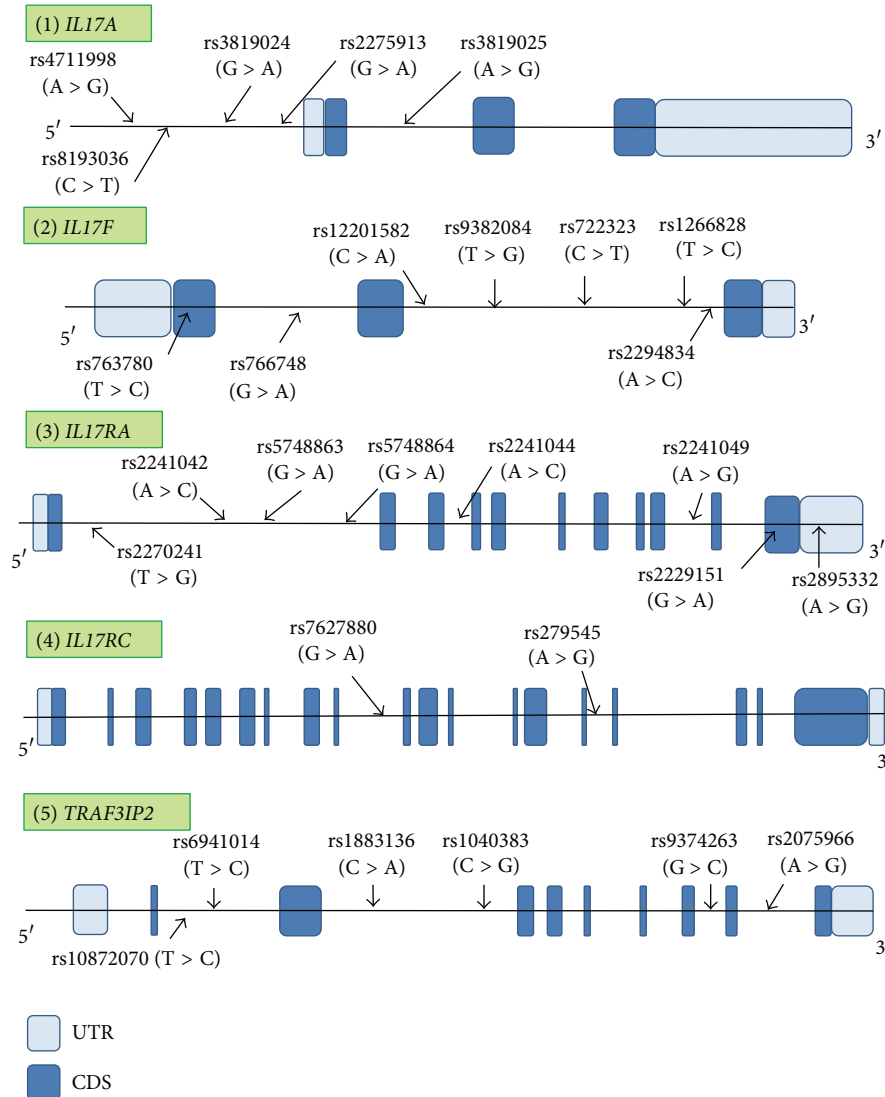 (1) IL17A
rs4711998
(A > G)
rs3819024
(G > A)
rs2275913
(G > A)
rs3819025
(A > G)
5′
3′
rs8193036
(C > T)
(2) IL17F
rs12201582
(C > A)
rs9382084
(T > G)
rs722323
(C > T)
rs1266828
(T > C)
5′
3′
rs763780
(T > C)
rs766748
(G > A)
rs2294834
(A > C)
(3) IL17RA
rs2241042
(A > C)
rs5748863
(G > A)
rs5748864
(G > A)
rs2241044
(A > C)
rs2241049
(A > G)
5′
3′
rs2270241
(T > G)
rs2229151
(G > A)
rs2895332
(A > G)
(4) IL17RC
rs7627880
(G > A)
rs279545
(A > G)
5′
3
(5) TRAF3IP2
rs6941014
(T > C)
rs1883136
(C > A)
rs1040383
(C > G)
rs9374263
(G > C)
rs2075966
(A > G)
5′
3
rs10872070 (T > C)
UTR
CDS